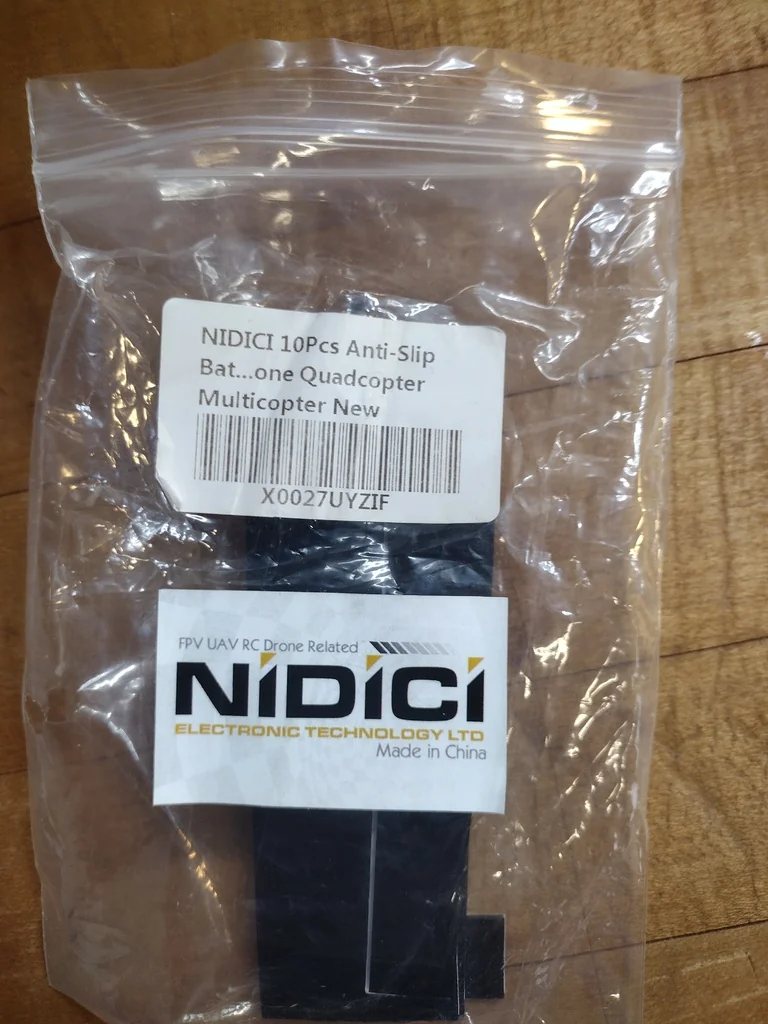 NIDICI 10Pcs Anti-Slip
Bat...one Quadcopter
Multicopter New
X0027UYZIF
FPV UAV RC Drone Related
NiDiCi
ELECTRONIC TECHNOLOGY LTD
Made in China